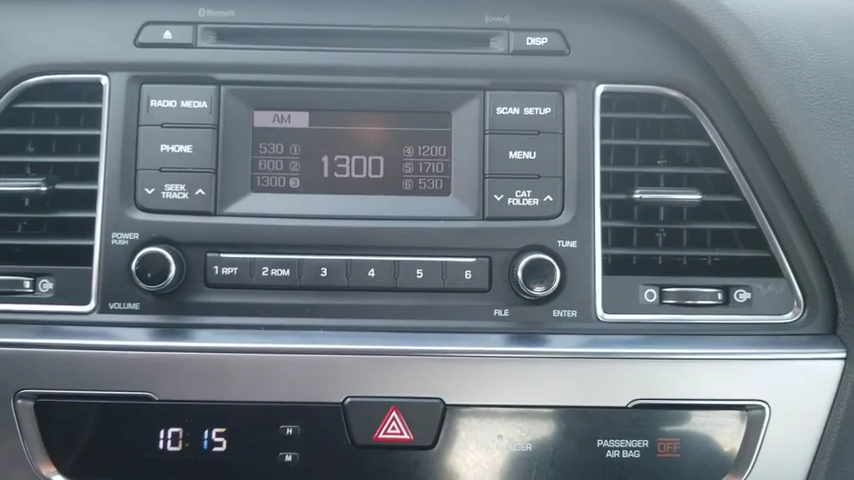 Bluetooth
DISP
RADIO MEDIA
PHONE
SEEK
TRACK
AM
530 1
600 2
1300 3
1300
4 1200
5 1710
6 530
SCAN SETUP
MENU
CAT
FOLDER
POWER
PUSH
VOLUME
1 RPT
2 RDM
3
4
5
6
TUNE
FILE
ENTER
10:15
H
M
PASSENGER
AIR BAG
OFF